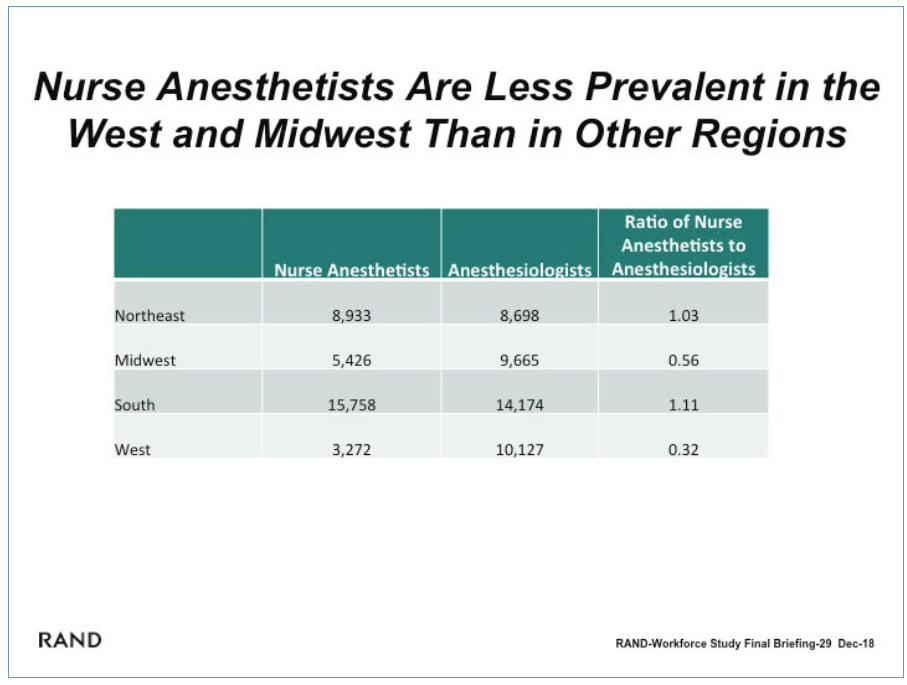 Nurse Anesthetists Are Less Prevalent in the
West and Midwest Than in Other Regions
Nurse Anesthetists Anesthesiologists Ratio of Nurse
Anesthetists to
Anesthesiologists
Northeast 8,933 8,698 1.03
Midwest 5,426 9,665 0.56
South 15,758 14,174 1.11
West 3,272 10,127 0.32
RAND
RAND-Workforce Study Final Briefing-29 Dec-18